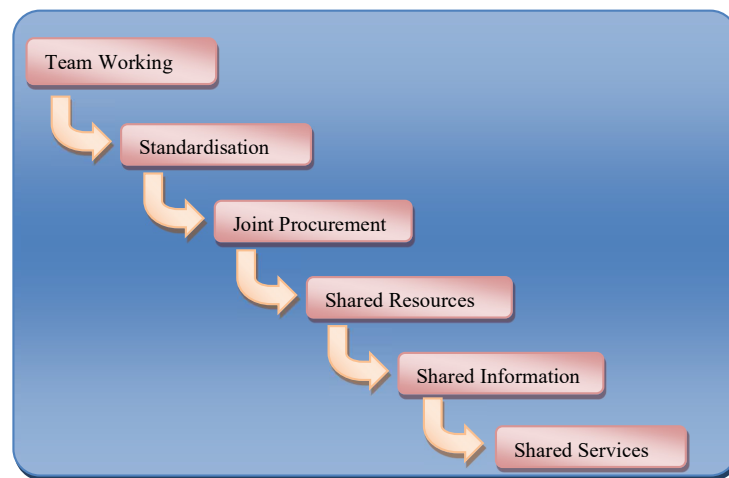 Team Working
Standardisation
Joint Procurement
Shared Resources
Shared Information
Shared Services